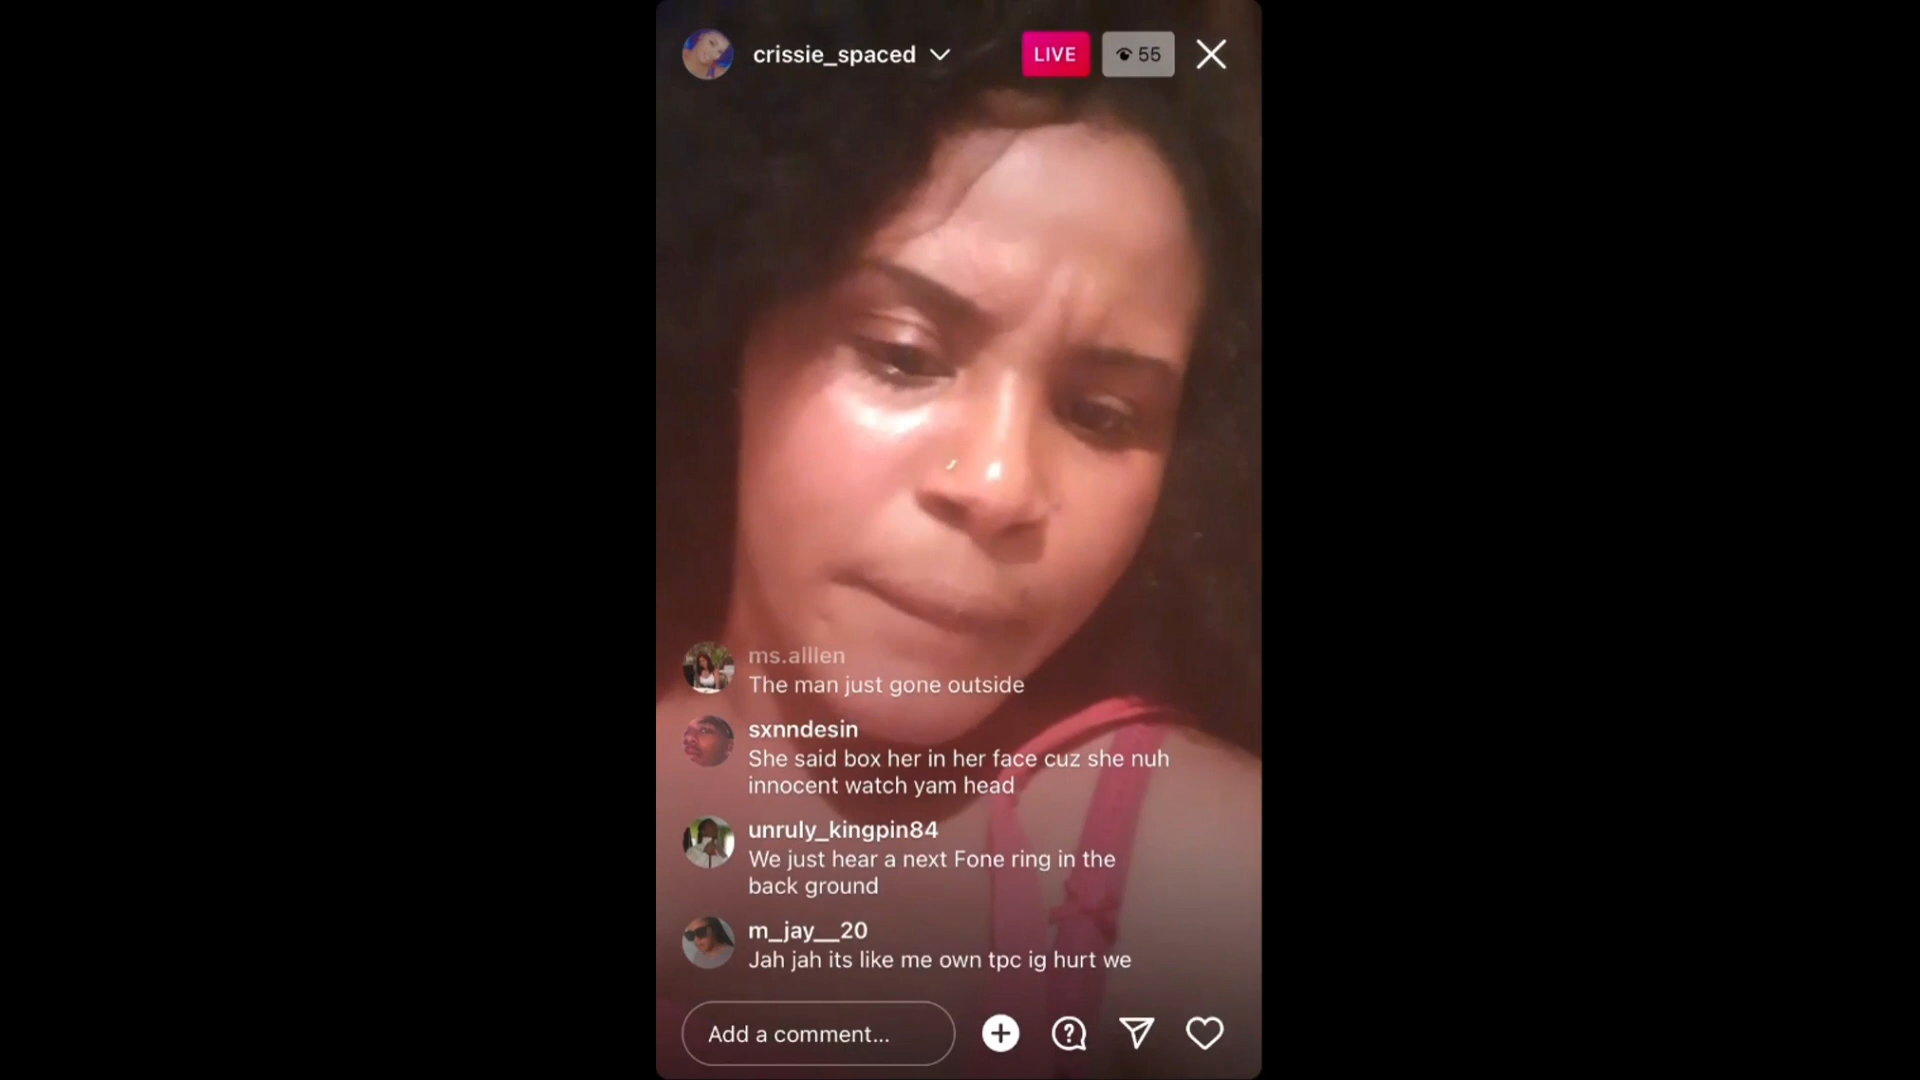 crissie_spaced
LIVE
55
ms.alllen
The man just gone outside
sxnndesin
She said box her in her face cuz she nuh
innocent watch yam head
unruly_kingpin84
We just hear a next Fone ring in the
back ground
m_jay__20
Jah jah its like me own tpc ig hurt we
Add a comment...